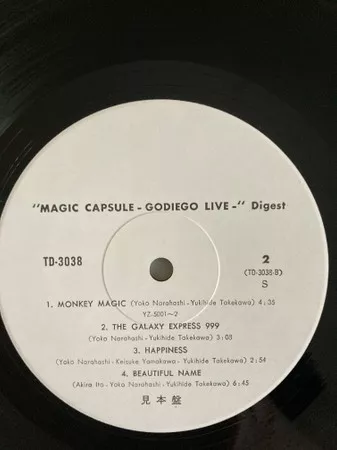 "MAGIC CAPSULE - GODIEGO LIVE -" Digest
TD-3038
2
(TD-3038-B)
S
1. MONKEY MAGIC (Yoko Narahashi - Yukihide Takekawa) 4:35
YZ-5001~2
2. THE GALAXY EXPRESS 999
(Yoko Narahashi - Yukihide Takekawa) 3:08
3. HAPPINESS
(Yoko Narahashi - Keisuke Yamakawa - Yukihide Takekawa) 2:54
4. BEAUTIFUL NAME
(Akira Ito - Yoko Narahashi - Yukihide Takekawa) 6:45
見本盤